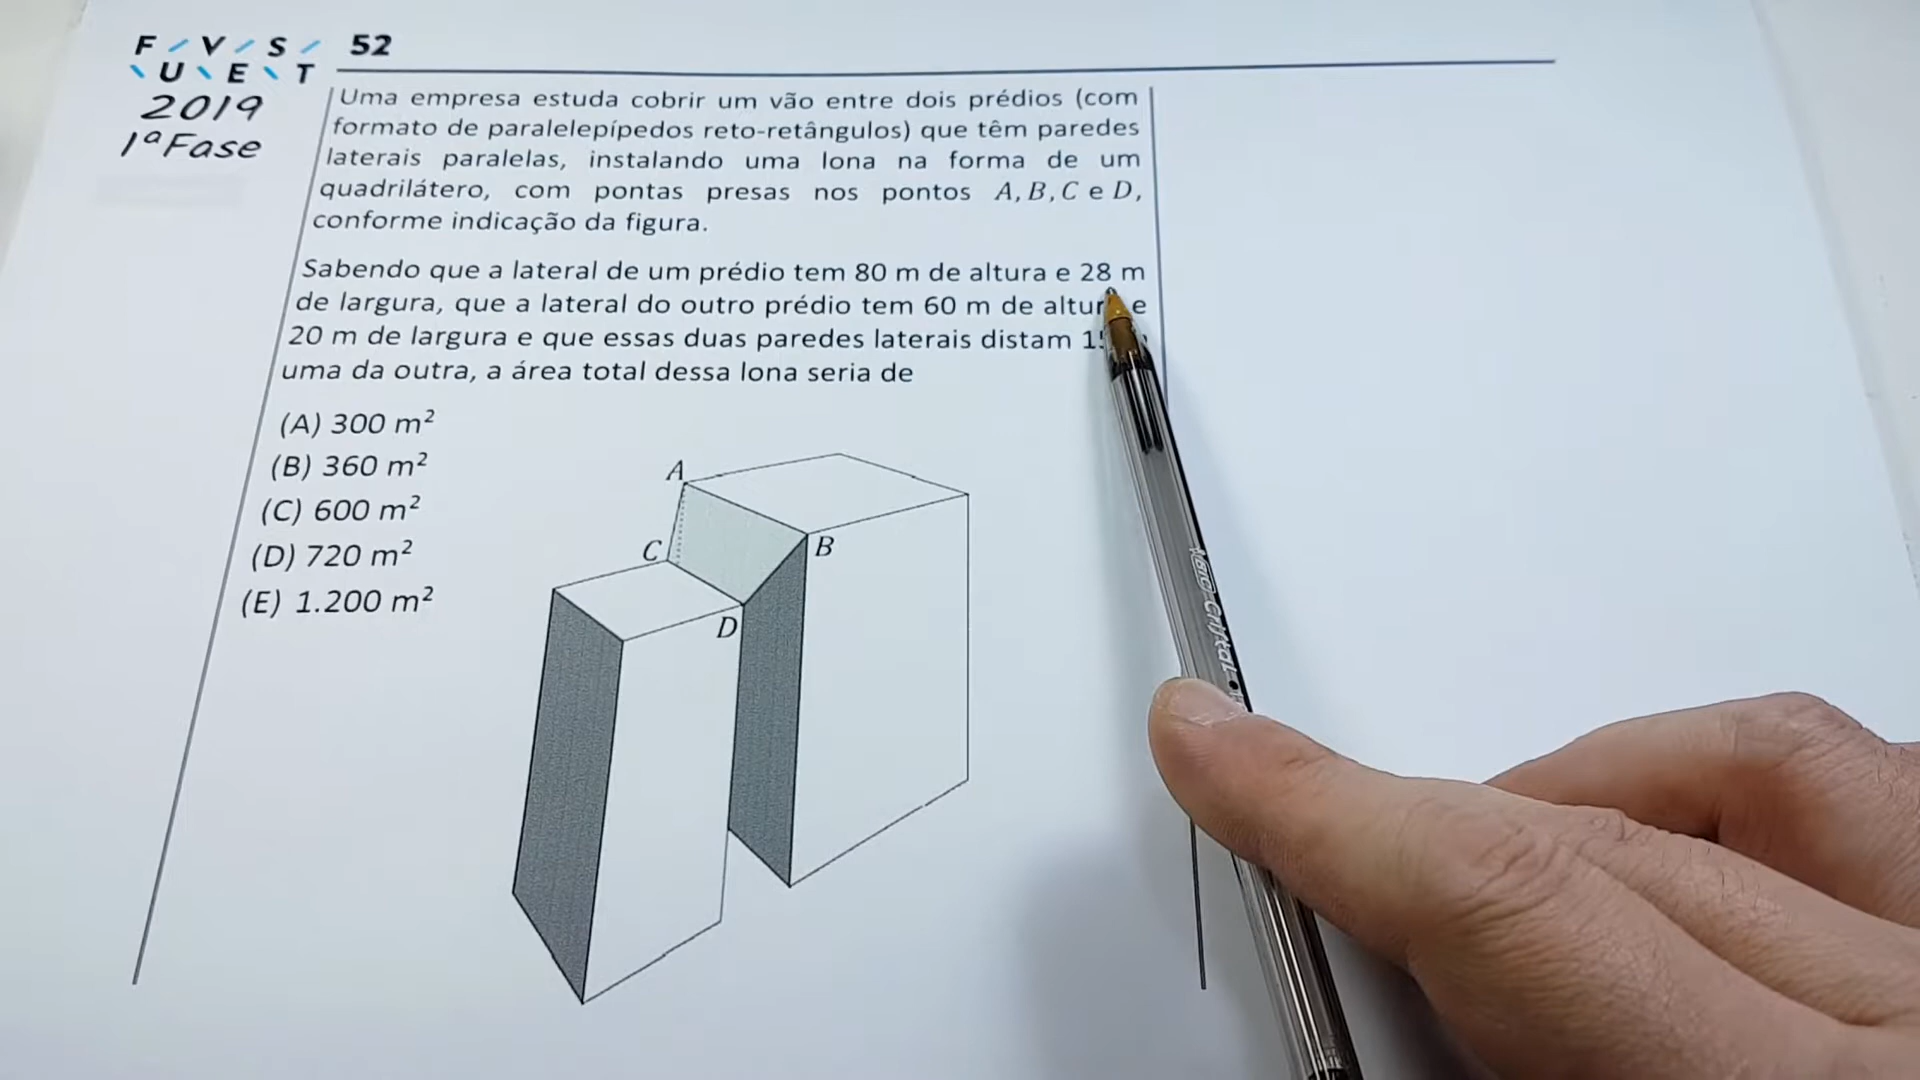 FUVEST 52
2019
1ª Fase
Uma empresa estuda cobrir um vão entre dois prédios (com
formato de paralelepípedos reto-retângulos) que têm paredes
laterais paralelas, instalando uma lona na forma de um
quadrilátero, com pontas presas nos pontos A, B, C e D,
conforme indicação da figura.
Sabendo que a lateral de um prédio tem 80 m de altura e 28 m
de largura, que a lateral do outro prédio tem 60 m de altura e
20 m de largura e que essas duas paredes laterais distam
uma da outra, a área total dessa lona seria de
(A) 300 m²
(B) 360 m²
(C) 600 m²
(D) 720 m²
(E) 1.200 m²
A
B
C
D
BIC Cristal